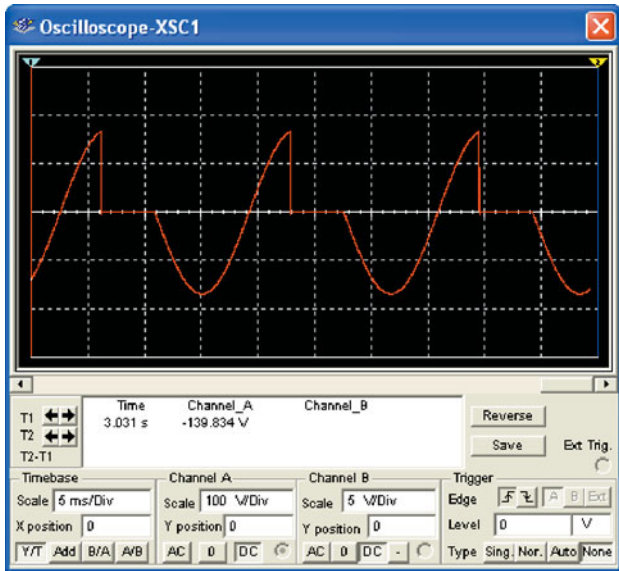 Oscilloscope-XSC1
1 2
Time Channel_A Channel_B
T1 3.031 s -139.834 V
T2
T2-T1
Reverse
Save
Ext Trig.
Timebase Channel A Channel B Trigger
Scale 5 ms/Div Scale 100 V/Div Scale 5 V/Div Edge A B Ext
X position 0 Y position 0 Y position 0 Level 0 V
Y/T Add B/A A/B AC 0 DC AC 0 DC - Type Sing. Nor. Auto None